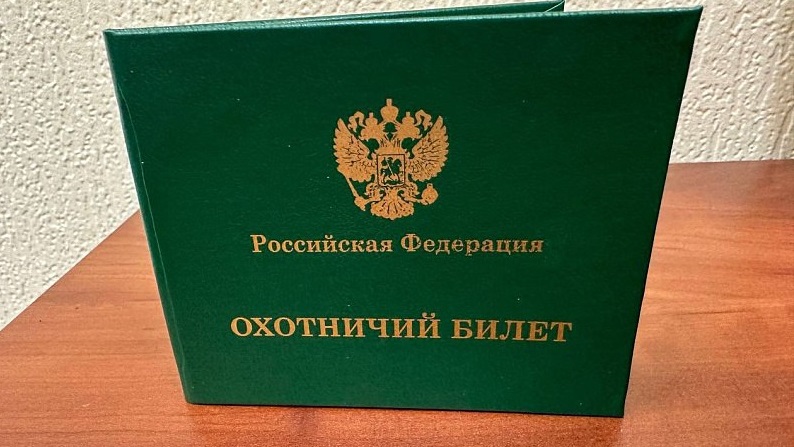 Российская Федерация
ОХОТНИЧИЙ БИЛЕТ